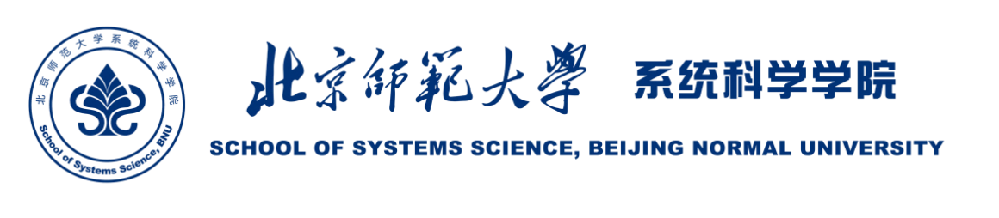 北京师范大学系统科学学院
School of Systems Science, BNU
北京师範大學 系统科学学院
SCHOOL OF SYSTEMS SCIENCE, BEIJING NORMAL UNIVERSITY